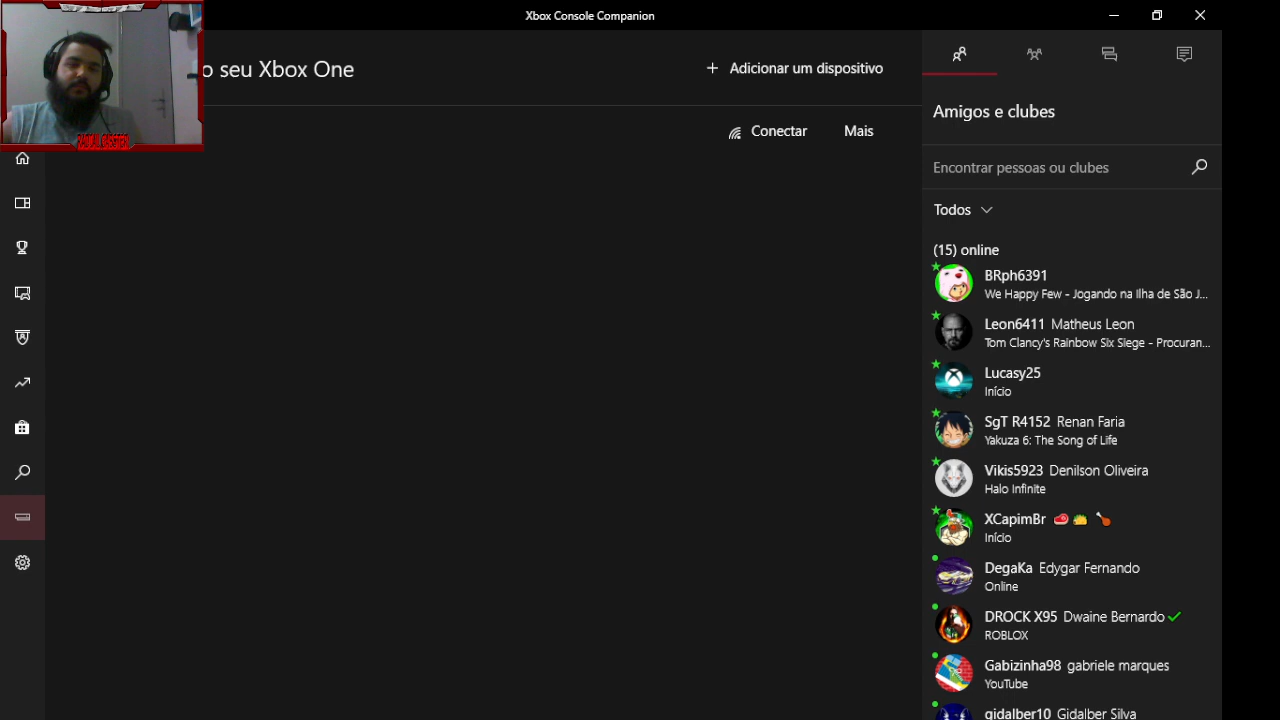 Xbox Console Companion
o seu Xbox One
Adicionar um dispositivo
Conectar
Mais
Amigos e clubes
Encontrar pessoas ou clubes
Todos
(15) online
BRph6391
We Happy Few - Jogando na Ilha de São J...
Leon6411 Matheus Leon
Tom Clancy's Rainbow Six Siege - Procuran...
Lucasy25
Início
SgT R4152 Renan Faria
Yakuza 6: The Song of Life
Vikis5923 Denilson Oliveira
Halo Infinite
XCapimBr
Início
DegaKa Edygar Fernando
Online
DROCK X95 Dwaine Bernardo
ROBLOX
Gabizinha98 gabriele marques
YouTube
gidalber10 Gidalber Silva